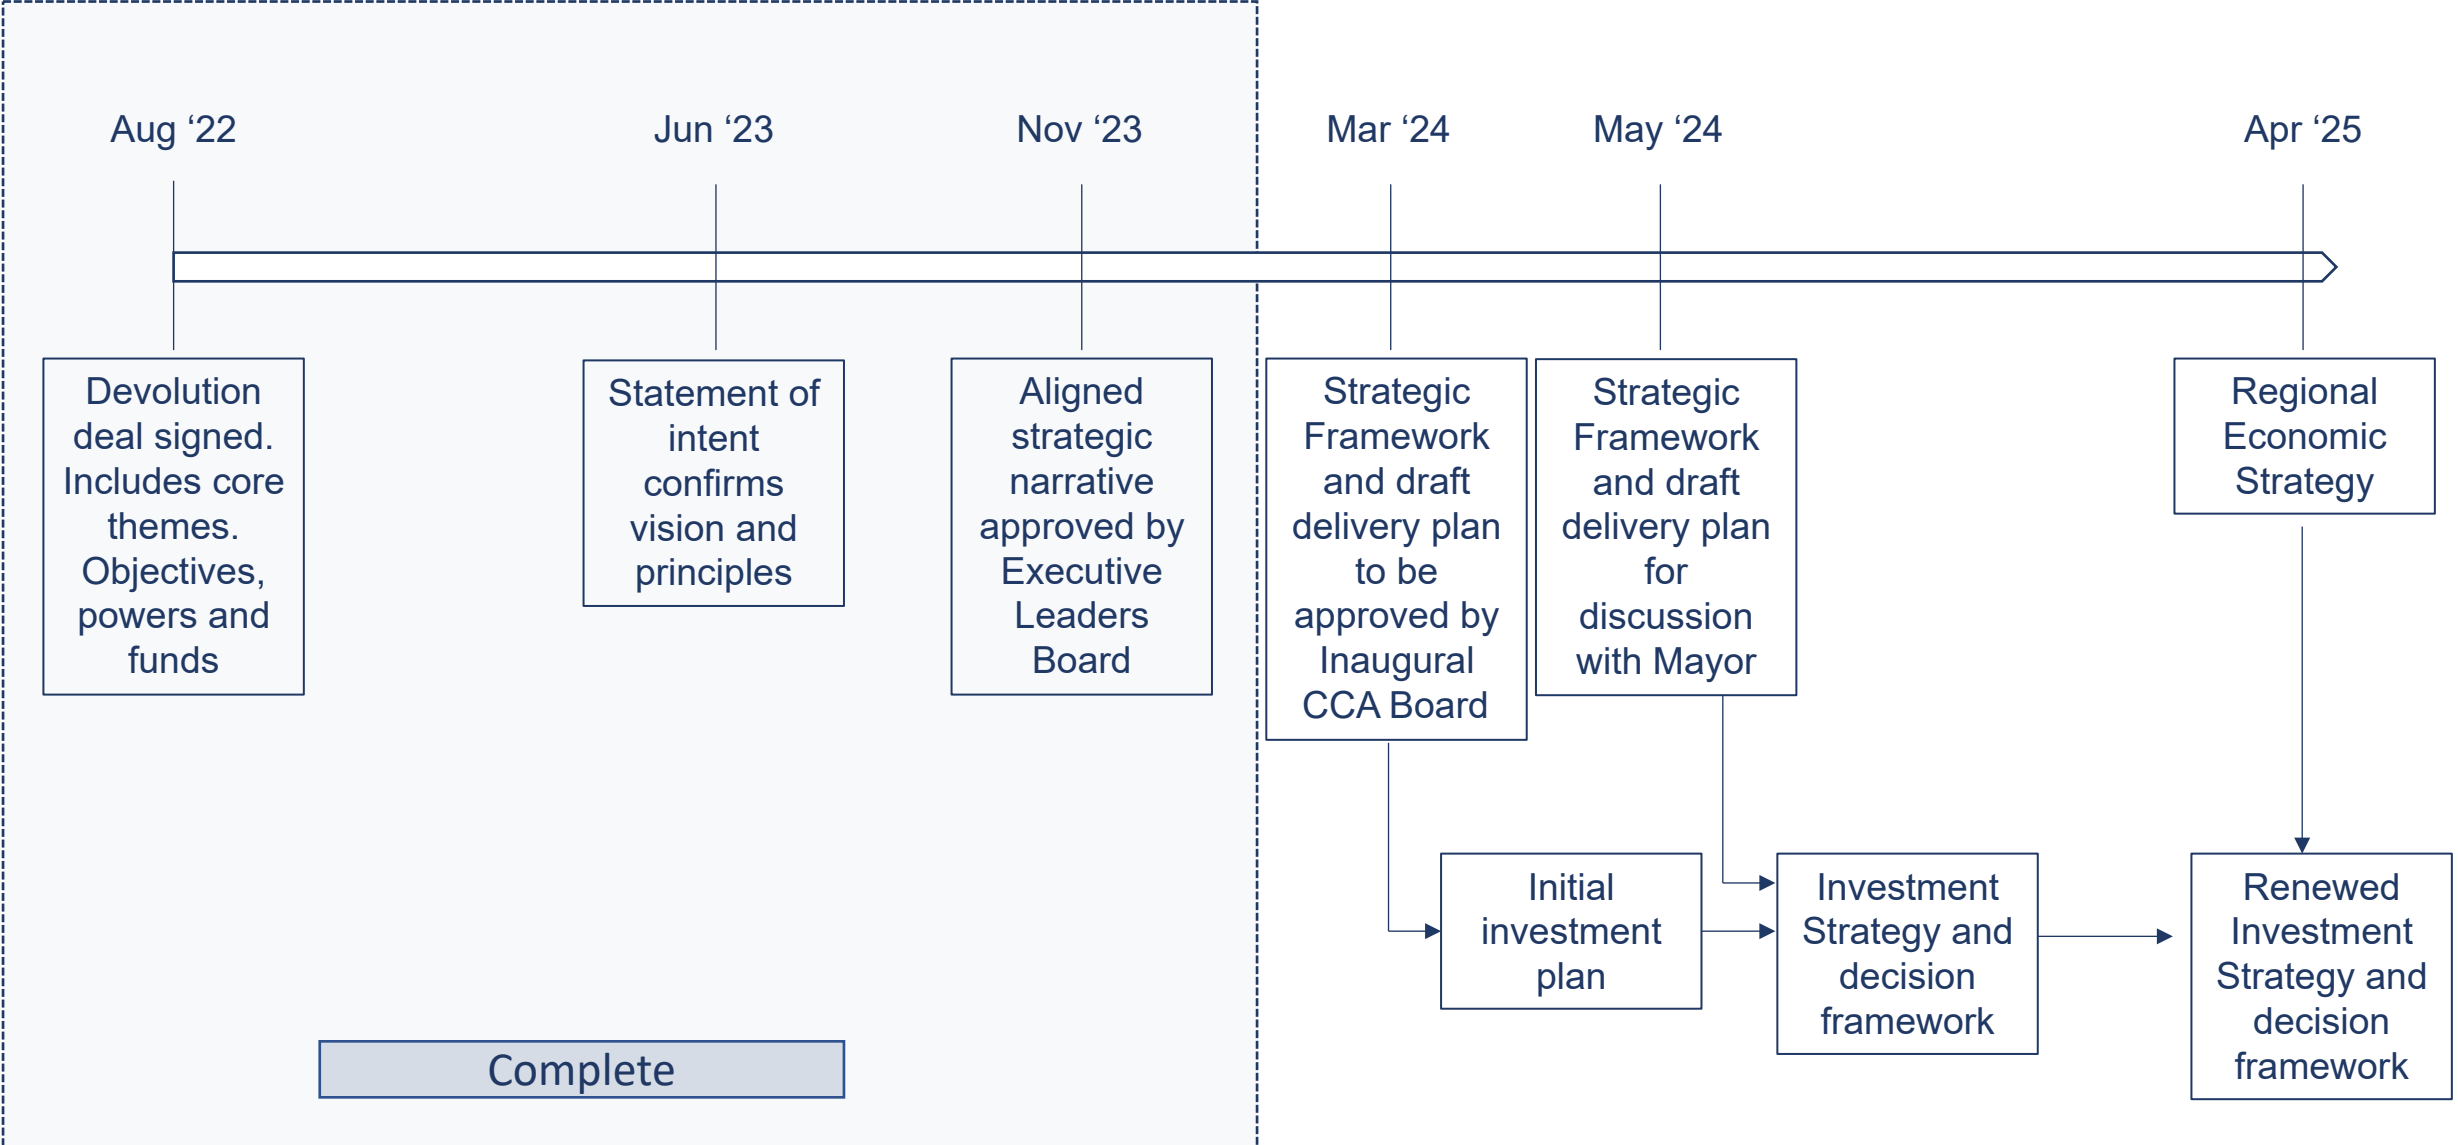 Aug ‘22
Jun ‘23
Nov ‘23
Mar ‘24
May ‘24
Apr ‘25
Devolution
deal signed.
Includes core
themes.
Objectives,
powers and
funds
Statement of
intent
confirms
vision and
principles
Aligned
strategic
narrative
approved by
Executive
Leaders
Board
Strategic
Framework
and draft
delivery plan
to be
approved by
Inaugural
CCA Board
Strategic
Framework
and draft
delivery plan
for
discussion
with Mayor
Regional
Economic
Strategy
Initial
investment
plan
Investment
Strategy and
decision
framework
Renewed
Investment
Strategy and
decision
framework
Complete